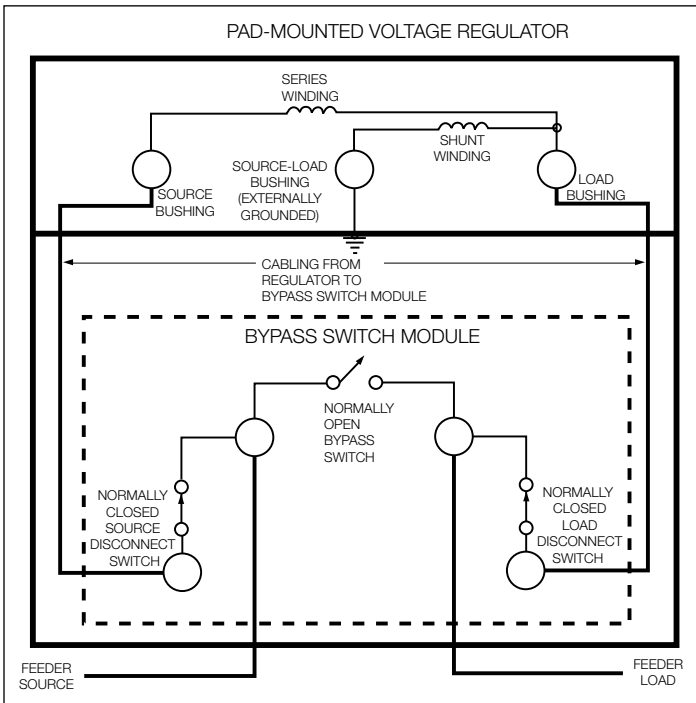 PAD-MOUNTED VOLTAGE REGULATOR
SERIES
WINDING
SHUNT
WINDING
SOURCE
BUSHING
SOURCE-LOAD
BUSHING
(EXTERNALLY
GROUNDED)
LOAD
BUSHING
CABLING FROM
REGULATOR TO
BYPASS SWITCH MODULE
BYPASS SWITCH MODULE
NORMALLY
OPEN
BYPASS
SWITCH
NORMALLY
CLOSED
SOURCE
DISCONNECT
SWITCH
NORMALLY
CLOSED
LOAD
DISCONNECT
SWITCH
FEEDER
SOURCE
FEEDER
LOAD